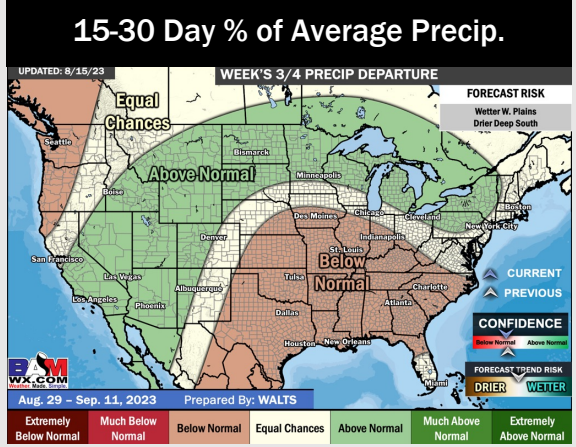 15-30 Day % of Average Precip.
UPDATED: 8/15/23
WEEK'S 3/4 PRECIP DEPARTURE
FORECAST RISK
Wetter W. Plains
Drier Deep South
Equal
Chances
Seattle
Bismarck
Above Normal
Minneapolis
Boise
Boston
Des Moines
Chicago
Cleveland
New York City
Denver
Indianapolis
San Francisco
St. Louis
Below
Normal
CURRENT
Las Vegas
Tulsa
Albuquerque
Charlotte
PREVIOUS
Los Angeles
Phoenix
Atlanta
Dallas
CONFIDENCE
Below Normal
Above Normal
Houston
New Orleans
BAM
WX.COM
Weather. Made. Simple.
FORECAST TREND RISK
DRIER
WETTER
Miami
Aug. 29 – Sep. 11, 2023
Prepared By: WALTS
Extremely
Below Normal
Much Below
Normal
Below Normal
Equal Chances
Above Normal
Much Above
Normal
Extremely
Above Normal